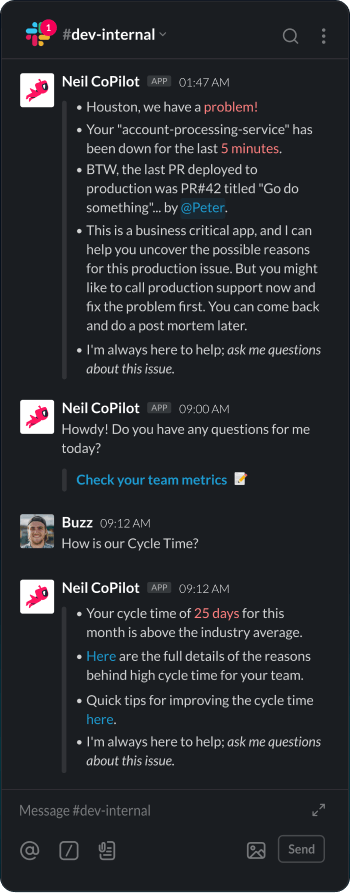 1
#dev-internal
Neil CoPilot APP 01:47 AM
• Houston, we have a problem!
• Your "account-processing-service" has
been down for the last 5 minutes.
• BTW, the last PR deployed to
production was PR#42 titled "Go do
something"... by @Peter.
• This is a business critical app, and I can
help you uncover the possible reasons
for this production issue. But you might
like to call production support now and
fix the problem first. You can come back
and do a post mortem later.
• I'm always here to help; ask me questions
about this issue.
Neil CoPilot APP 09:00 AM
Howdy! Do you have any questions for me
today?
Check your team metrics
Buzz 09:12 AM
How is our Cycle Time?
Neil CoPilot APP 09:12 AM
• Your cycle time of 25 days for this
month is above the industry average.
• Here are the full details of the reasons
behind high cycle time for your team.
• Quick tips for improving the cycle time
here.
• I'm always here to help; ask me questions
about this issue.
Message #dev-internal
@ / Send